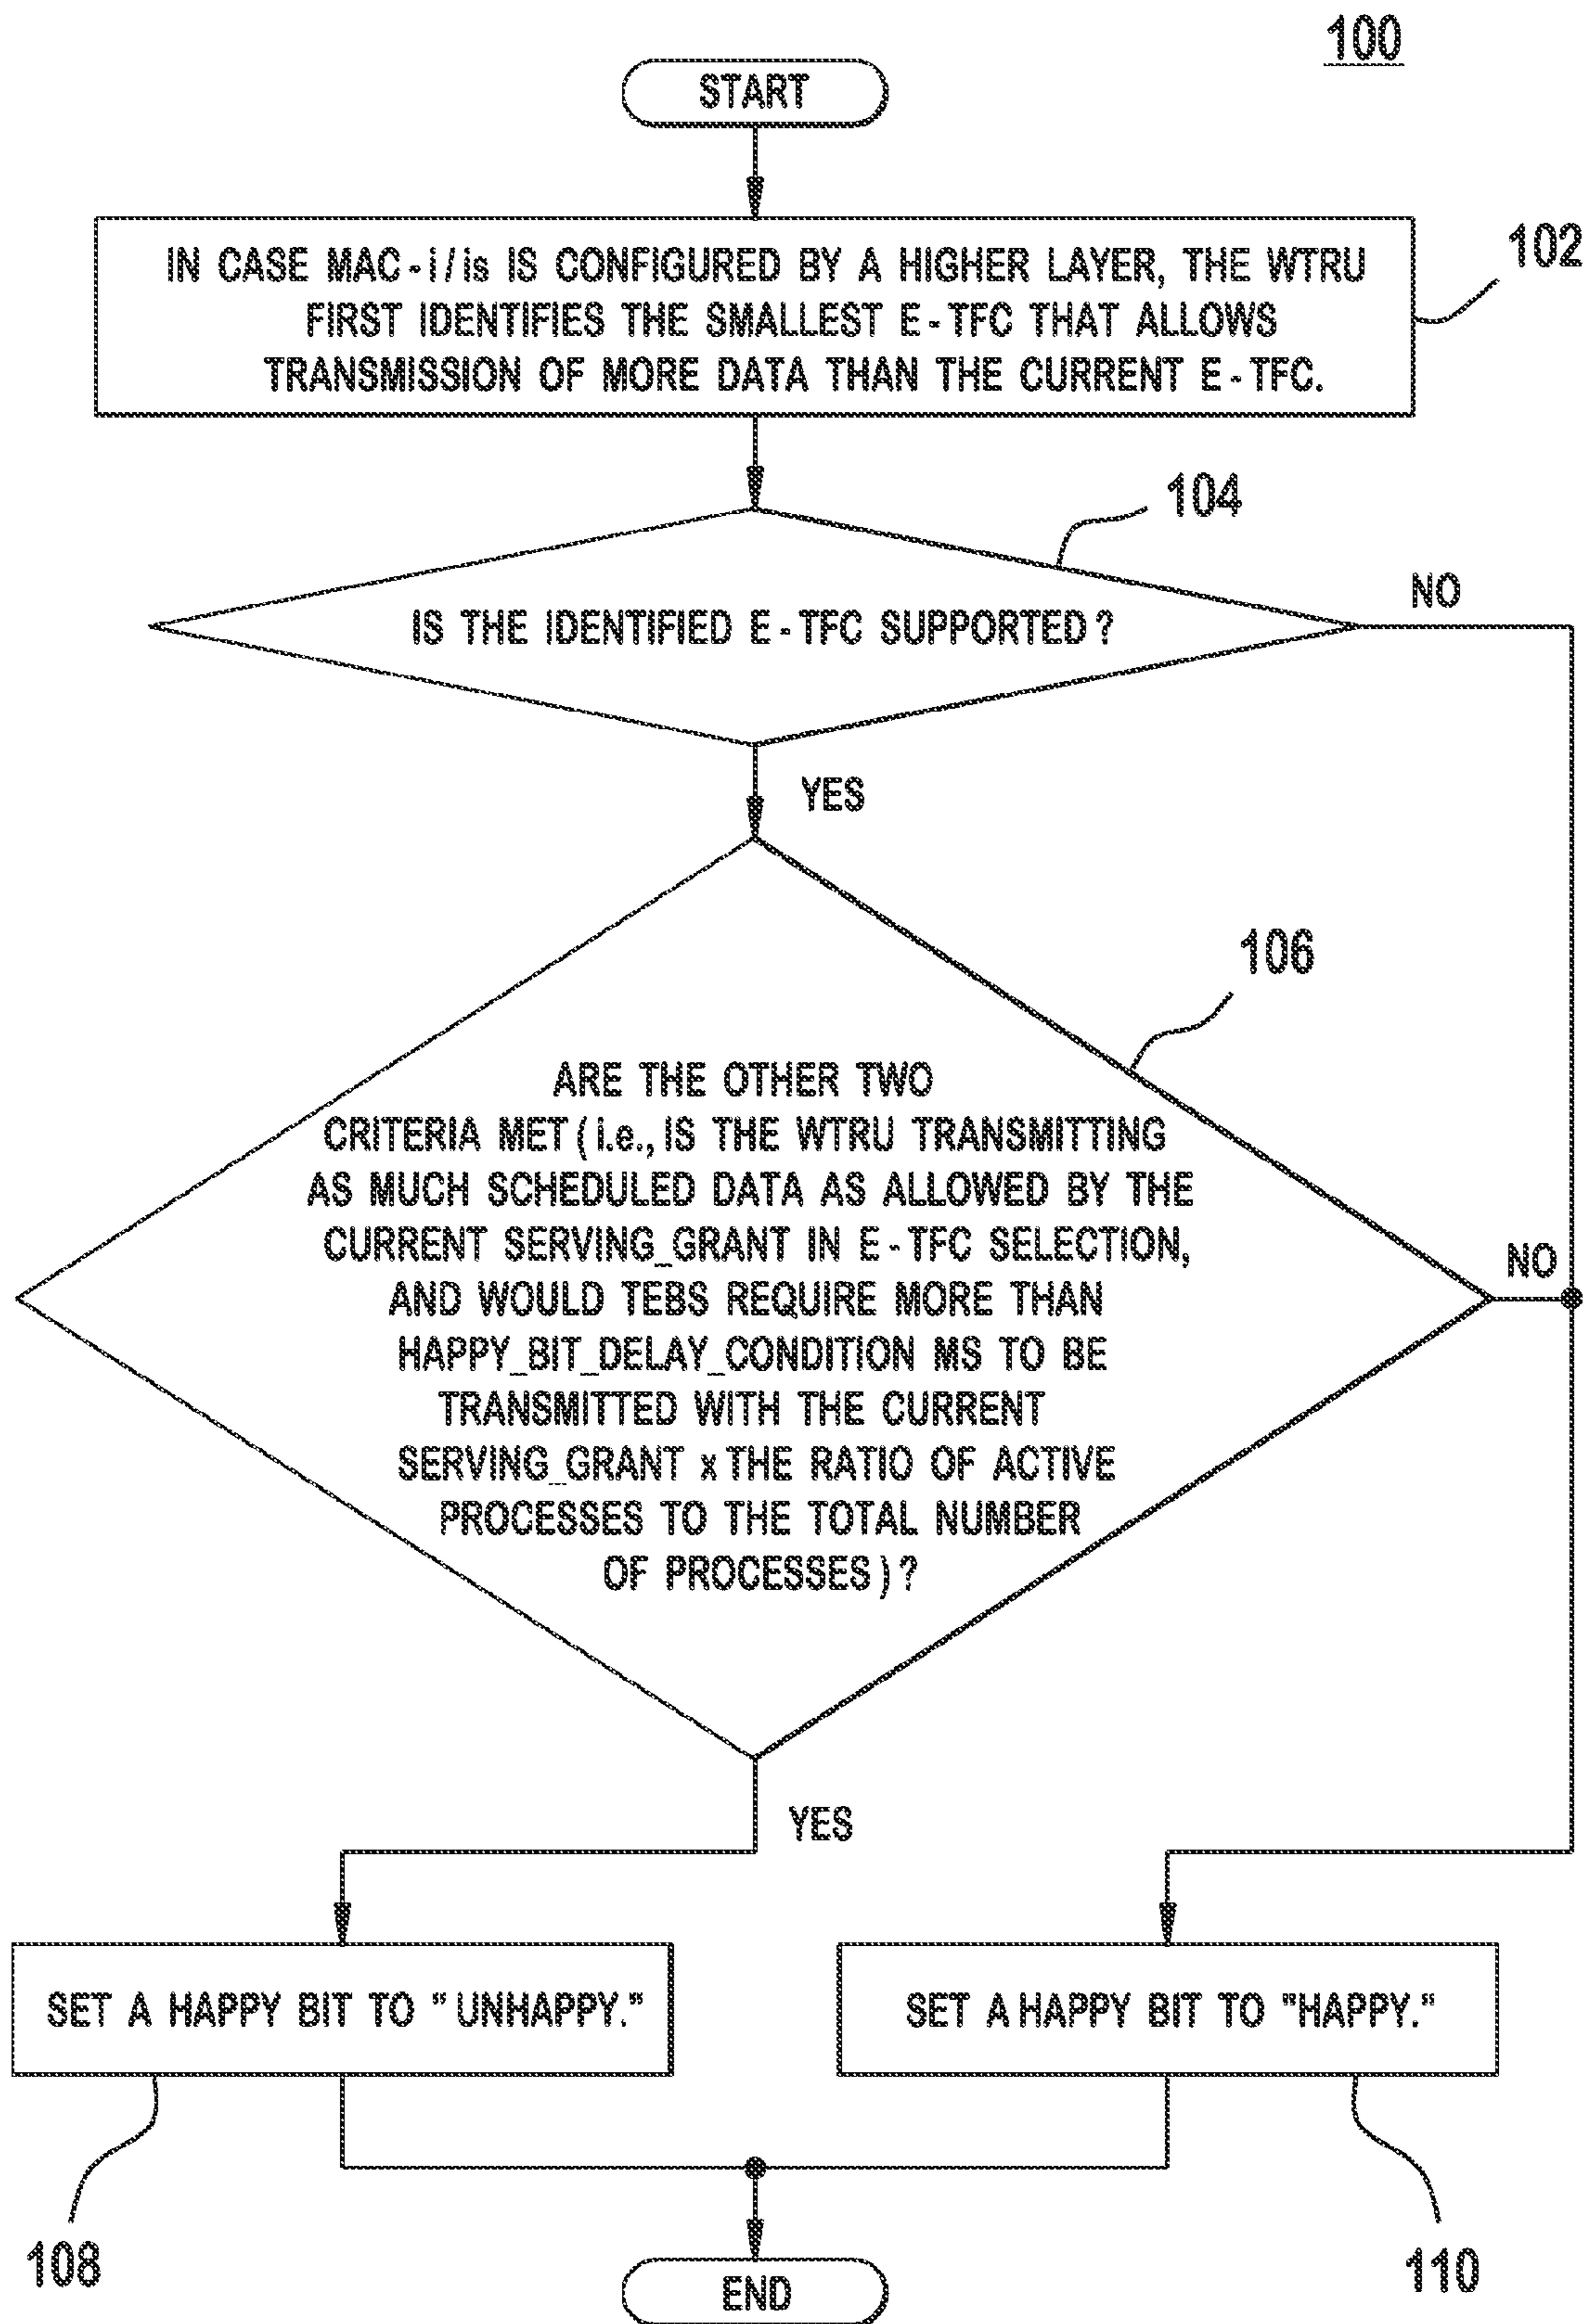 100
START
IN CASE MAC-i/is IS CONFIGURED BY A HIGHER LAYER, THE WTRU
FIRST IDENTIFIES THE SMALLEST E-TFC THAT ALLOWS
TRANSMISSION OF MORE DATA THAN THE CURRENT E-TFC.
102
104
IS THE IDENTIFIED E-TFC SUPPORTED?
NO
YES
106
ARE THE OTHER TWO
CRITERIA MET (i.e., IS THE WTRU TRANSMITTING
AS MUCH SCHEDULED DATA AS ALLOWED BY THE
CURRENT SERVING_GRANT IN E-TFC SELECTION,
AND WOULD TEBS REQUIRE MORE THAN
HAPPY_BIT_DELAY_CONDITION MS TO BE
TRANSMITTED WITH THE CURRENT
SERVING_GRANT x THE RATIO OF ACTIVE
PROCESSES TO THE TOTAL NUMBER
OF PROCESSES)?
NO
YES
SET A HAPPY BIT TO "UNHAPPY."
SET A HAPPY BIT TO "HAPPY."
108
110
END